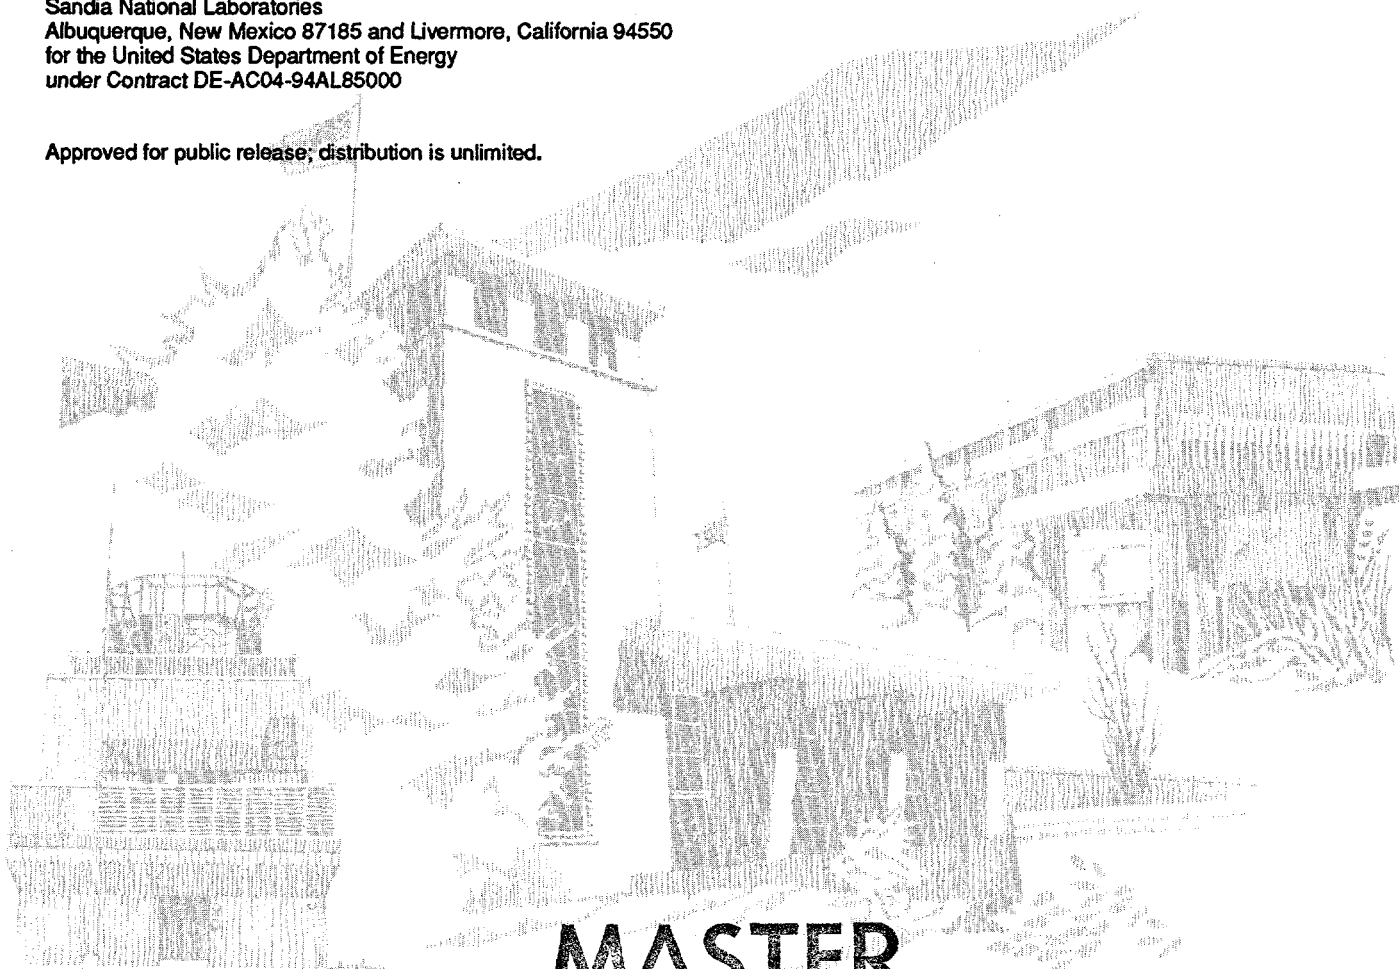 Sandia National Laboratories
Albuquerque, New Mexico 87185 and Livermore, California 94550
for the United States Department of Energy
under Contract DE-AC04-94AL85000
Approved for public release; distribution is unlimited.
MASTER